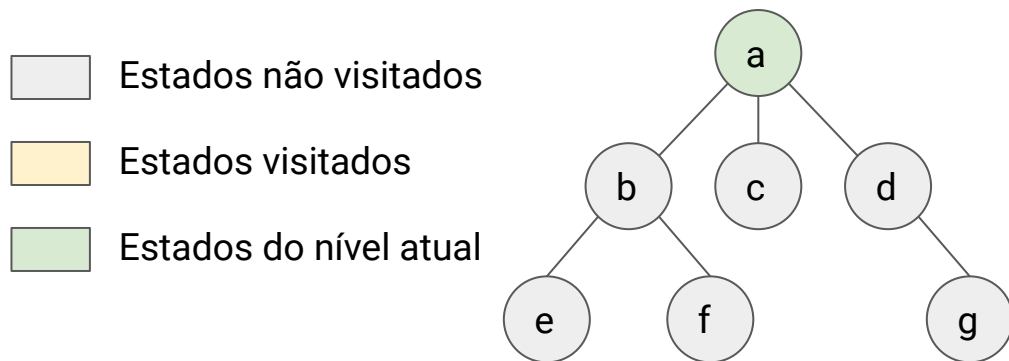 a
Estados não visitados
Estados visitados
b
c
d
Estados do nível atual
e
f
g